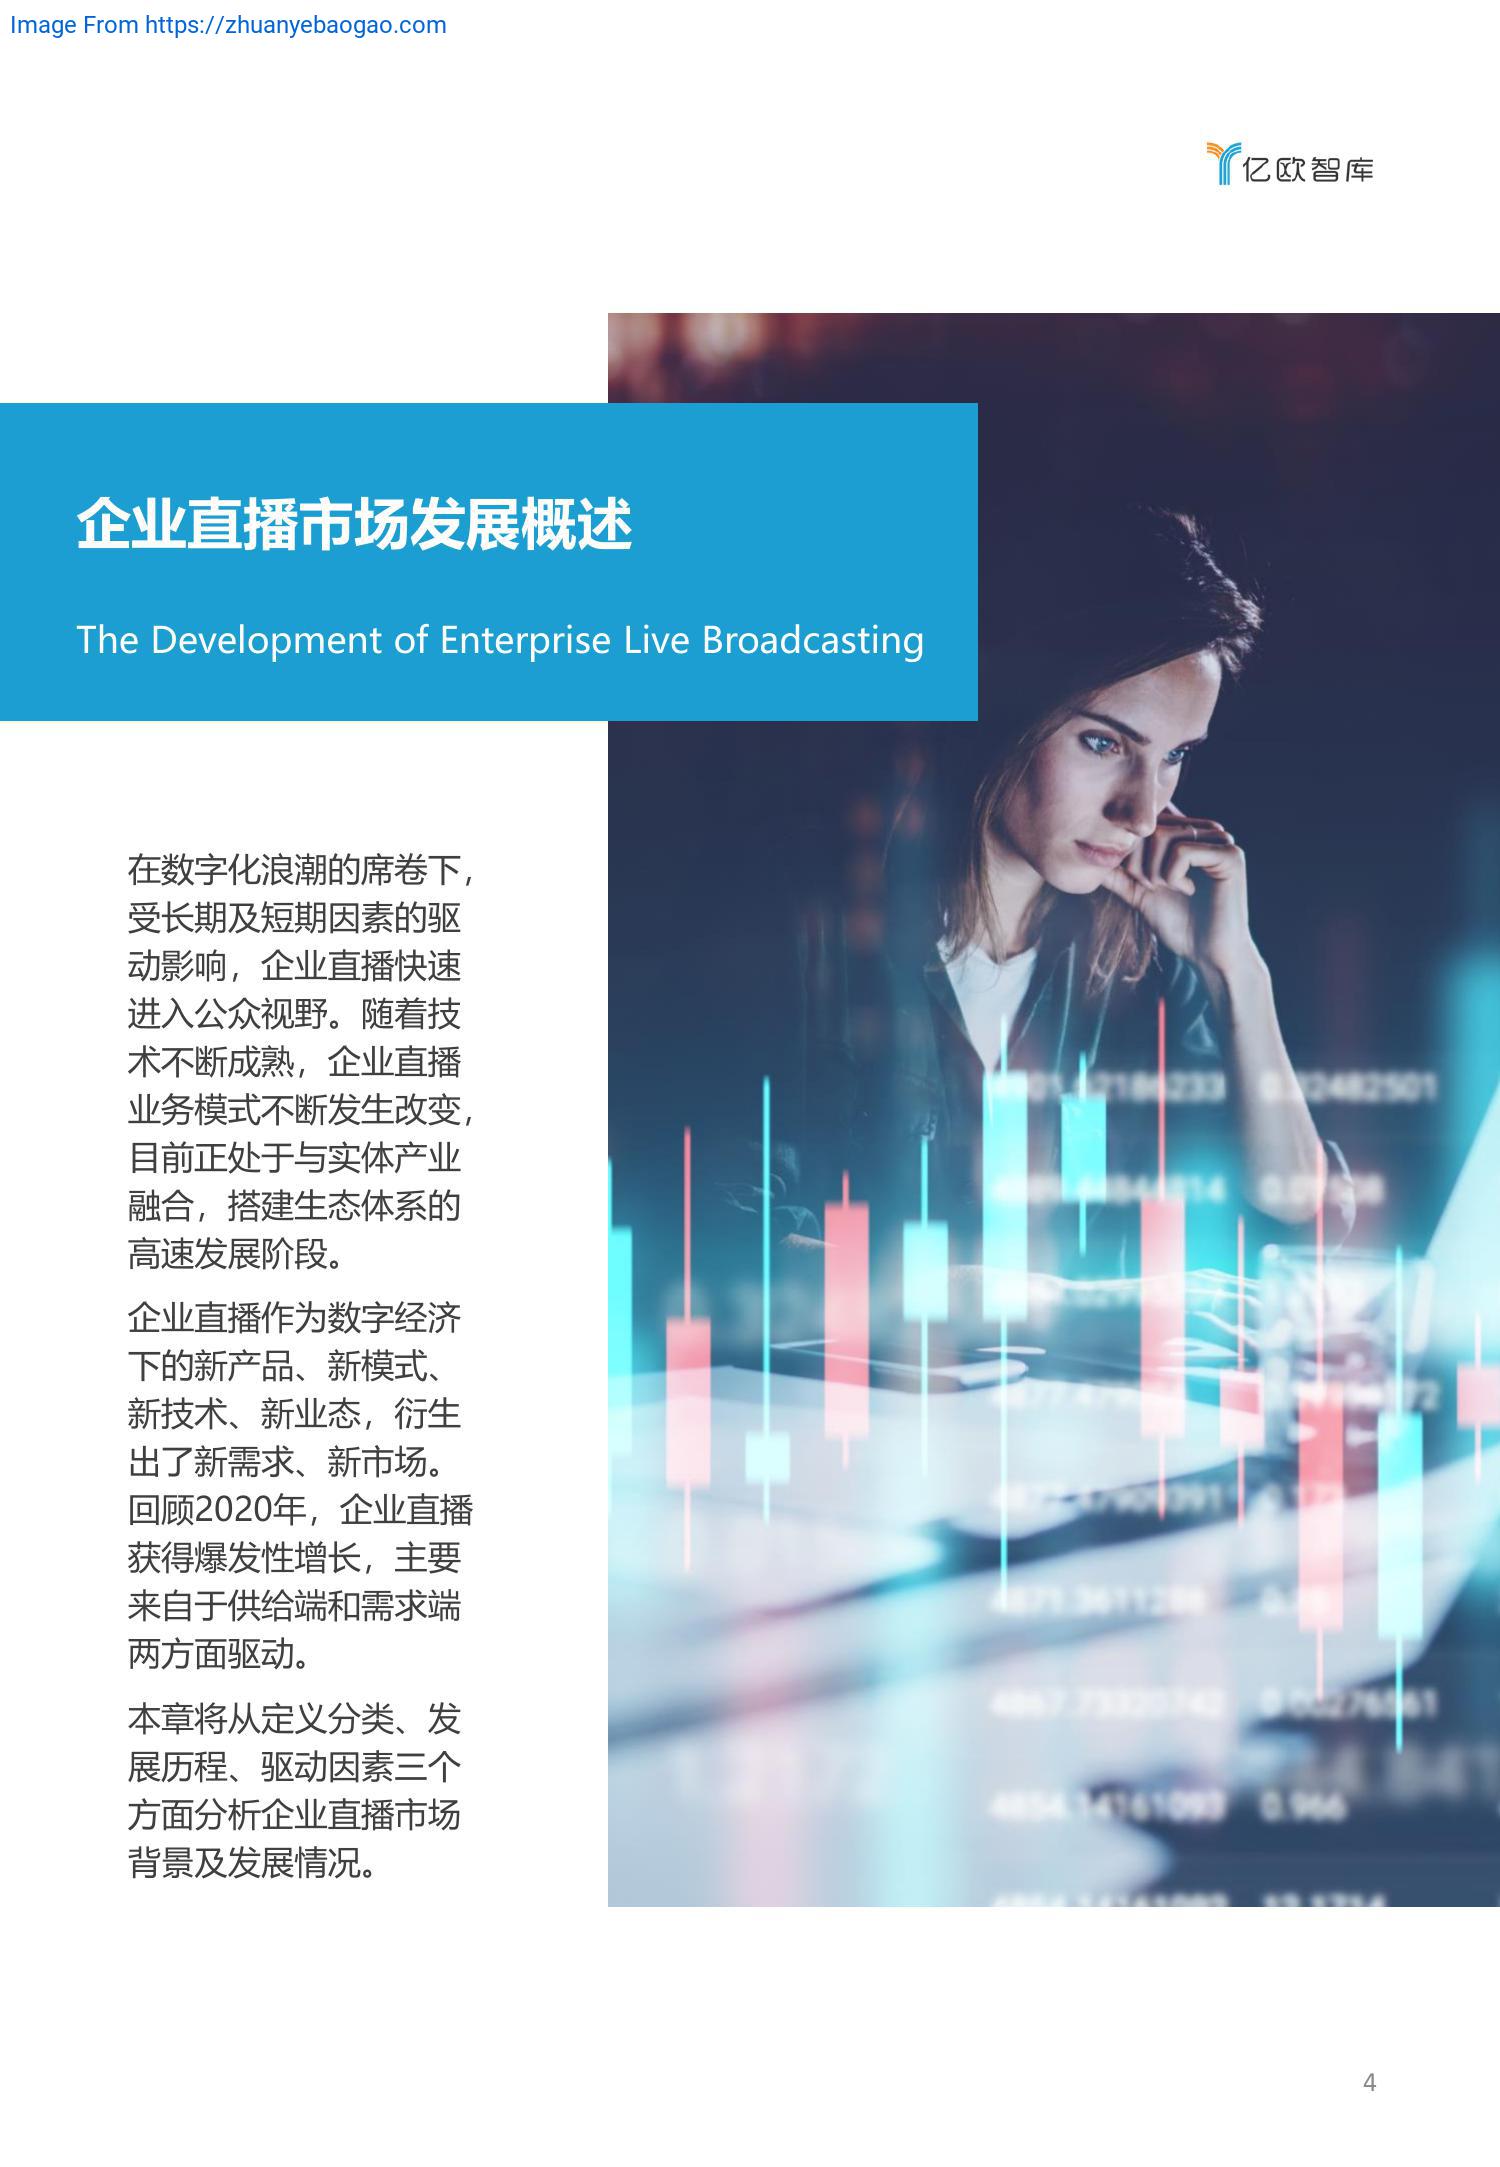 Image From https://zhuanyebaogao.com
亿欧智库
企业直播市场发展概述
The Development of Enterprise Live Broadcasting
在数字化浪潮的席卷下，
受长期及短期因素的驱
动影响，企业直播快速
进入公众视野。随着技
术不断成熟，企业直播
业务模式不断发生改变，
目前正处于与实体产业
融合，搭建生态体系的
高速发展阶段。
企业直播作为数字经济
下的新产品、新模式、
新技术、新业态，衍生
出了新需求、新市场。
回顾2020年，企业直播
获得爆发性增长，主要
来自于供给端和需求端
两方面驱动。
本章将从定义分类、发
展历程、驱动因素三个
方面分析企业直播市场
背景及发展情况。
4867.73320742 0.00276561
4854.14161093 0.966
4